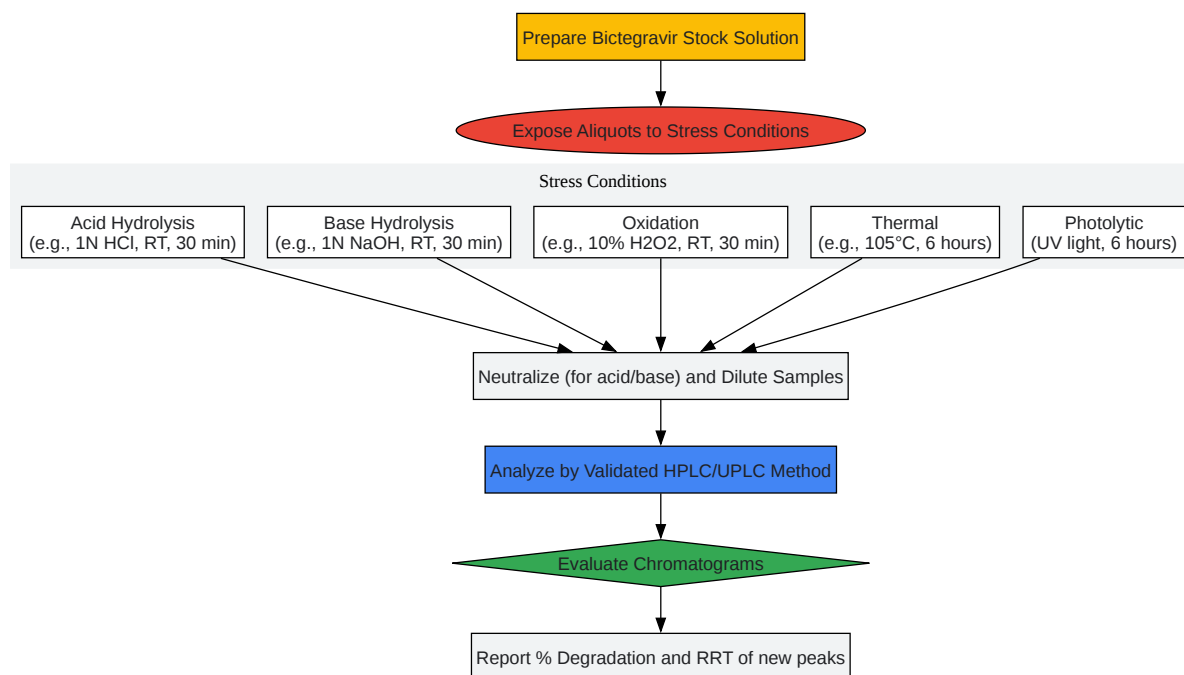 Prepare Bictegravir Stock Solution
Expose Aliquots to Stress Conditions
Stress Conditions
Acid Hydrolysis
(e.g., 1N HCl, RT, 30 min)
Base Hydrolysis
(e.g., 1N NaOH, RT, 30 min)
Oxidation
(e.g., 10% H2O2, RT, 30 min)
Thermal
(e.g., 105°C, 6 hours)
Photolytic
(UV light, 6 hours)
Neutralize (for acid/base) and Dilute Samples
Analyze by Validated HPLC/UPLC Method
Evaluate Chromatograms
Report % Degradation and RRT of new peaks